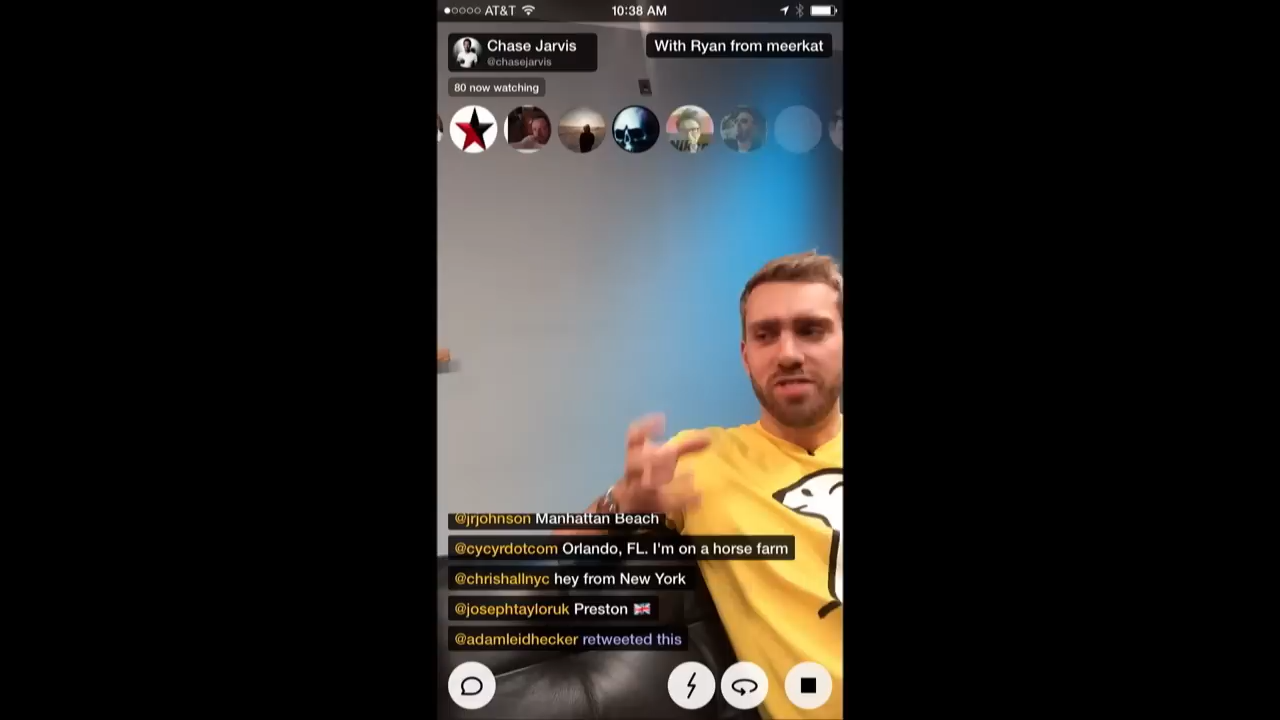 AT&T 10:38 AM
Chase Jarvis
@chasejarvis
With Ryan from meerkat
80 now watching
@jrjohnson Manhattan Beach
@cycyrdotcom Orlando, FL. I'm on a horse farm
@chrishallnyc hey from New York
@josephtayloruk Preston 🇬🇧
@adamleidhecker retweeted this